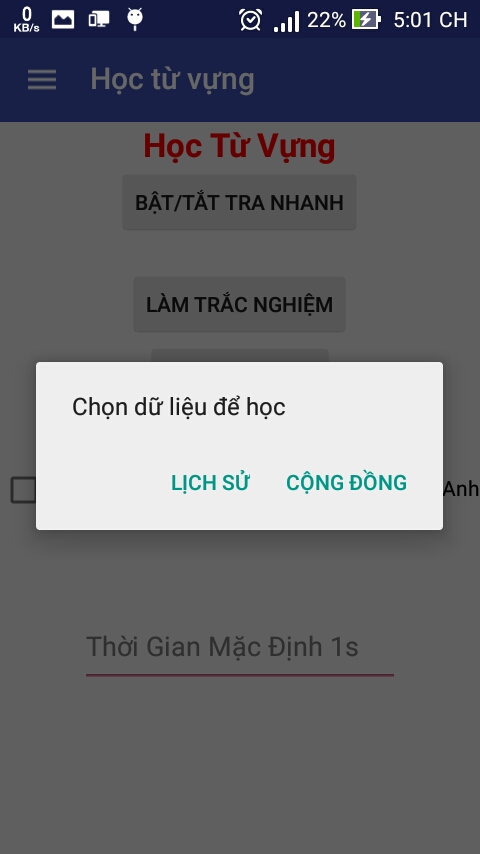 0
KB/s
22%
5:01 CH
Học từ vựng
Học Từ Vựng
BẬT/TẮT TRA NHANH
LÀM TRẮC NGHIỆM
Chọn dữ liệu để học
LỊCH SỬ CỘNG ĐỒNG
Anh
Thời Gian Mặc Định 1s